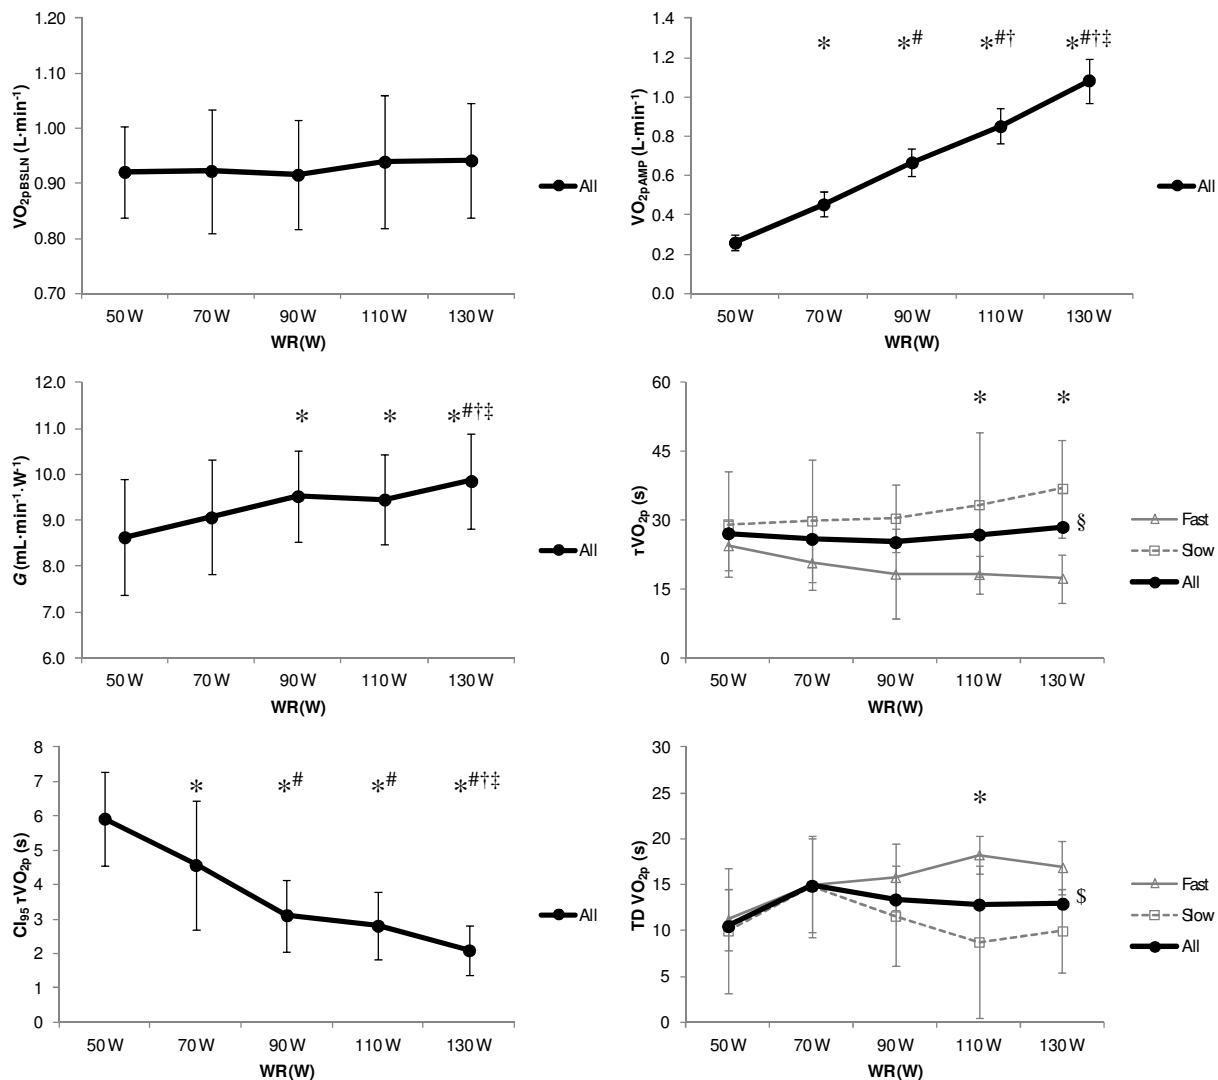 1.20
1.10
1.00
0.90
0.80
0.70
VO2pBSLN (L·min-1)
50 W 70 W 90 W 110 W 130 W
WR(W)
All
1.4
1.2
1.0
0.8
0.6
0.4
0.2
0.0
VO2pAMP (L·min-1)
* *# *#† *#†‡
50 W 70 W 90 W 110 W 130 W
WR(W)
All
12.0
11.0
10.0
9.0
8.0
7.0
6.0
G (mL·min-1·W-1)
* * *#†‡
50 W 70 W 90 W 110 W 130 W
WR(W)
All
60
45
30
15
0
τVO2p (s)
* *
§
50 W 70 W 90 W 110 W 130 W
WR(W)
Fast
Slow
All
8
7
6
5
4
3
2
1
0
CI95 τVO2p (s)
* *# *# *#†‡
50 W 70 W 90 W 110 W 130 W
WR(W)
All
30
25
20
15
10
5
0
TD VO2p (s)
*
$
50 W 70 W 90 W 110 W 130 W
WR(W)
Fast
Slow
All